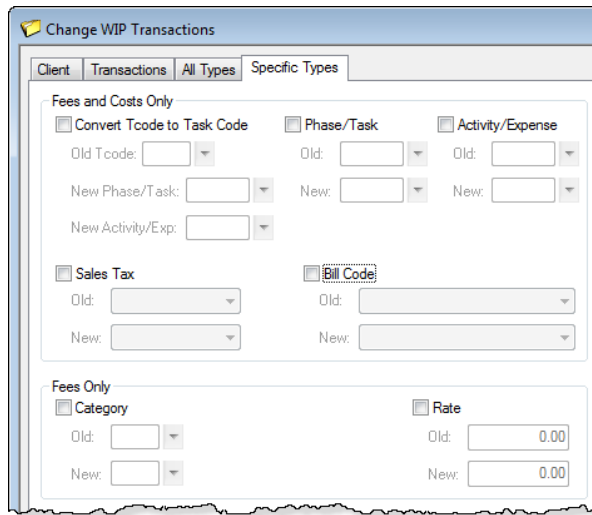 Change WIP Transactions
Client Transactions All Types Specific Types
Fees and Costs Only
Convert Tcode to Task Code Phase/Task Activity/Expense
Old Tcode: Old: Old:
New Phase/Task: New: New:
New Activity/Exp:
Sales Tax Bill Code
Old: Old:
New: New:
Fees Only
Category Rate
Old: Old: 0.00
New: New: 0.00